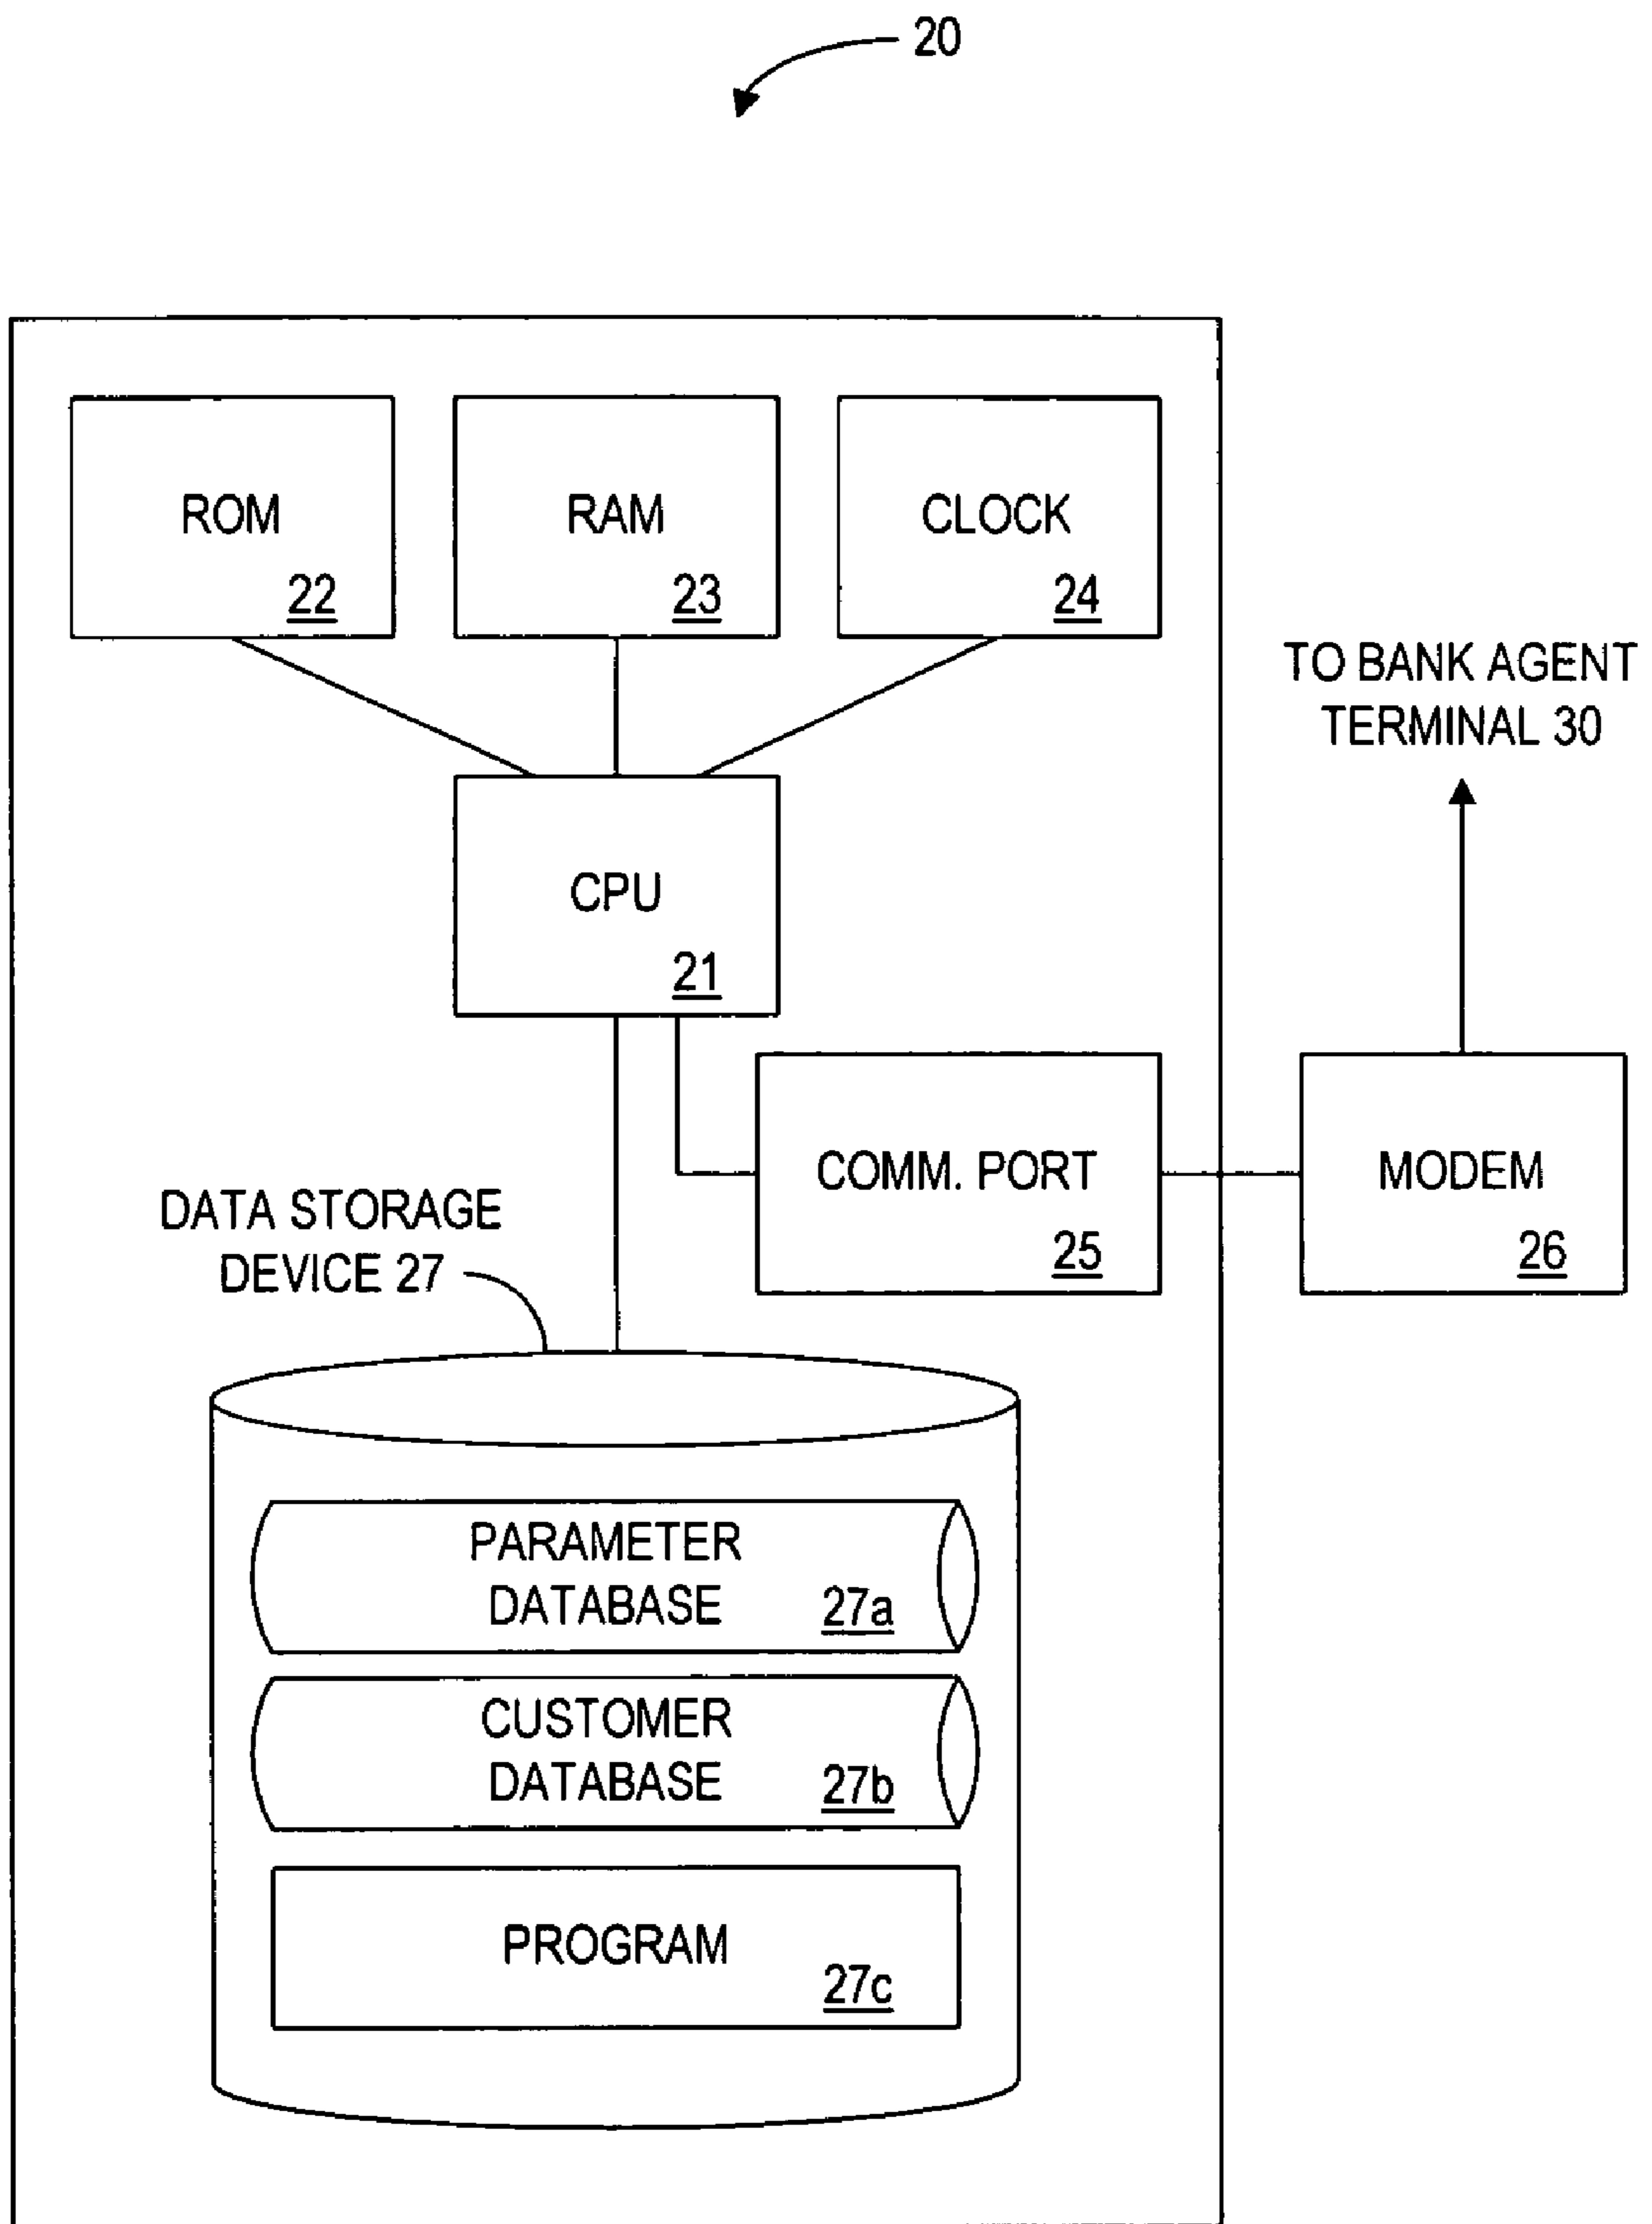 20
ROM
22
RAM
23
CLOCK
24
TO BANK AGENT
TERMINAL 30
CPU
21
COMM. PORT
25
MODEM
26
DATA STORAGE
DEVICE 27
PARAMETER
DATABASE 27a
CUSTOMER
DATABASE 27b
PROGRAM
27c